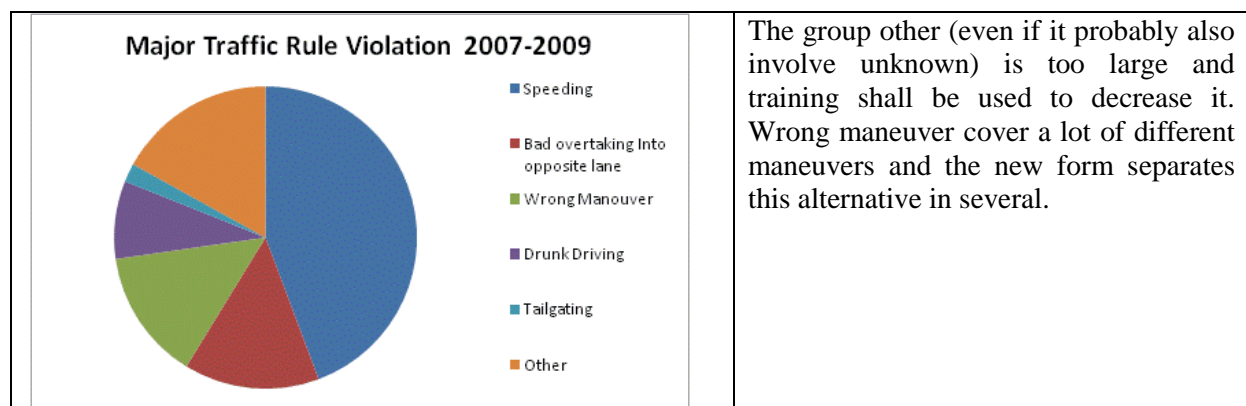 Major Traffic Rule Violation 2007-2009
Speeding
Bad overtaking Into
opposite lane
Wrong Manouver
Drunk Driving
Tailgating
Other
The group other (even if it probably also
involve unknown) is too large and
training shall be used to decrease it.
Wrong maneuver cover a lot of different
maneuvers and the new form separates
this alternative in several.